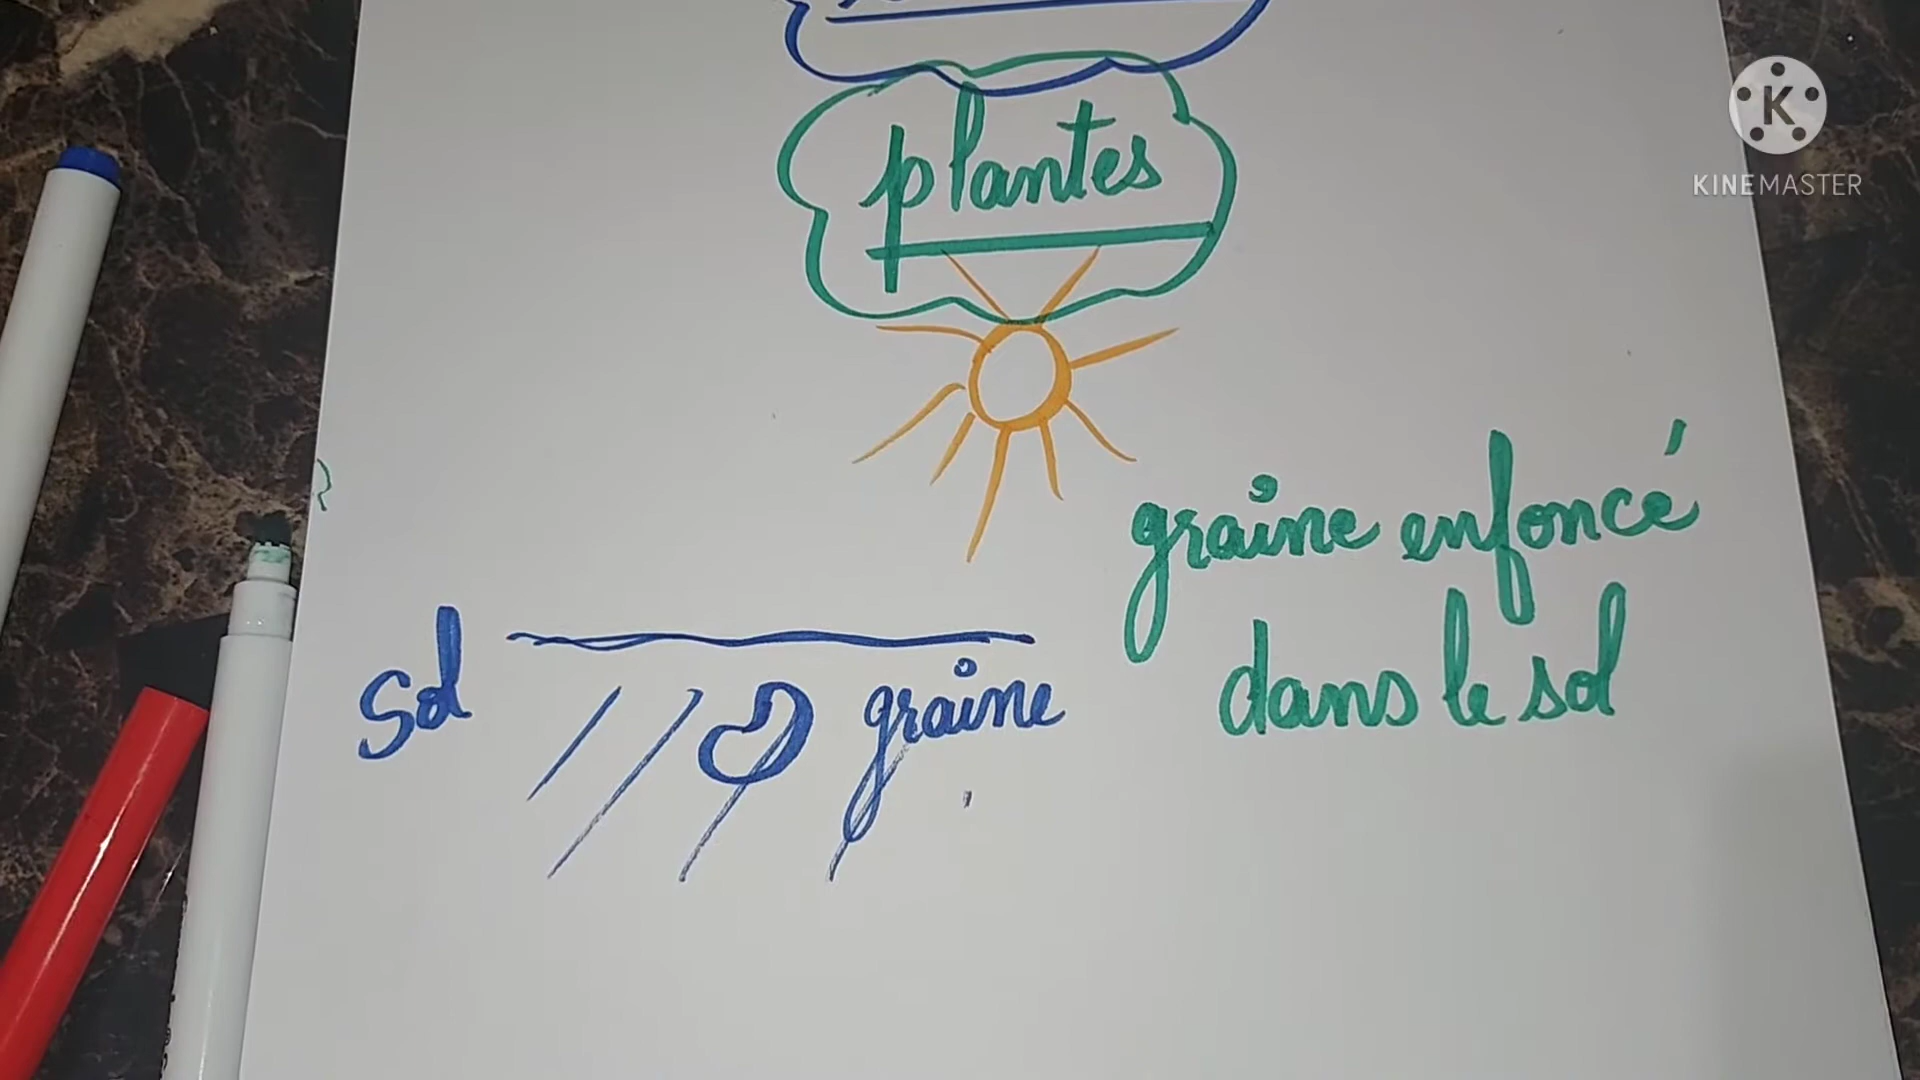 plantes
KINEMASTER
graine enfoncé
dans le sol
sol
graine